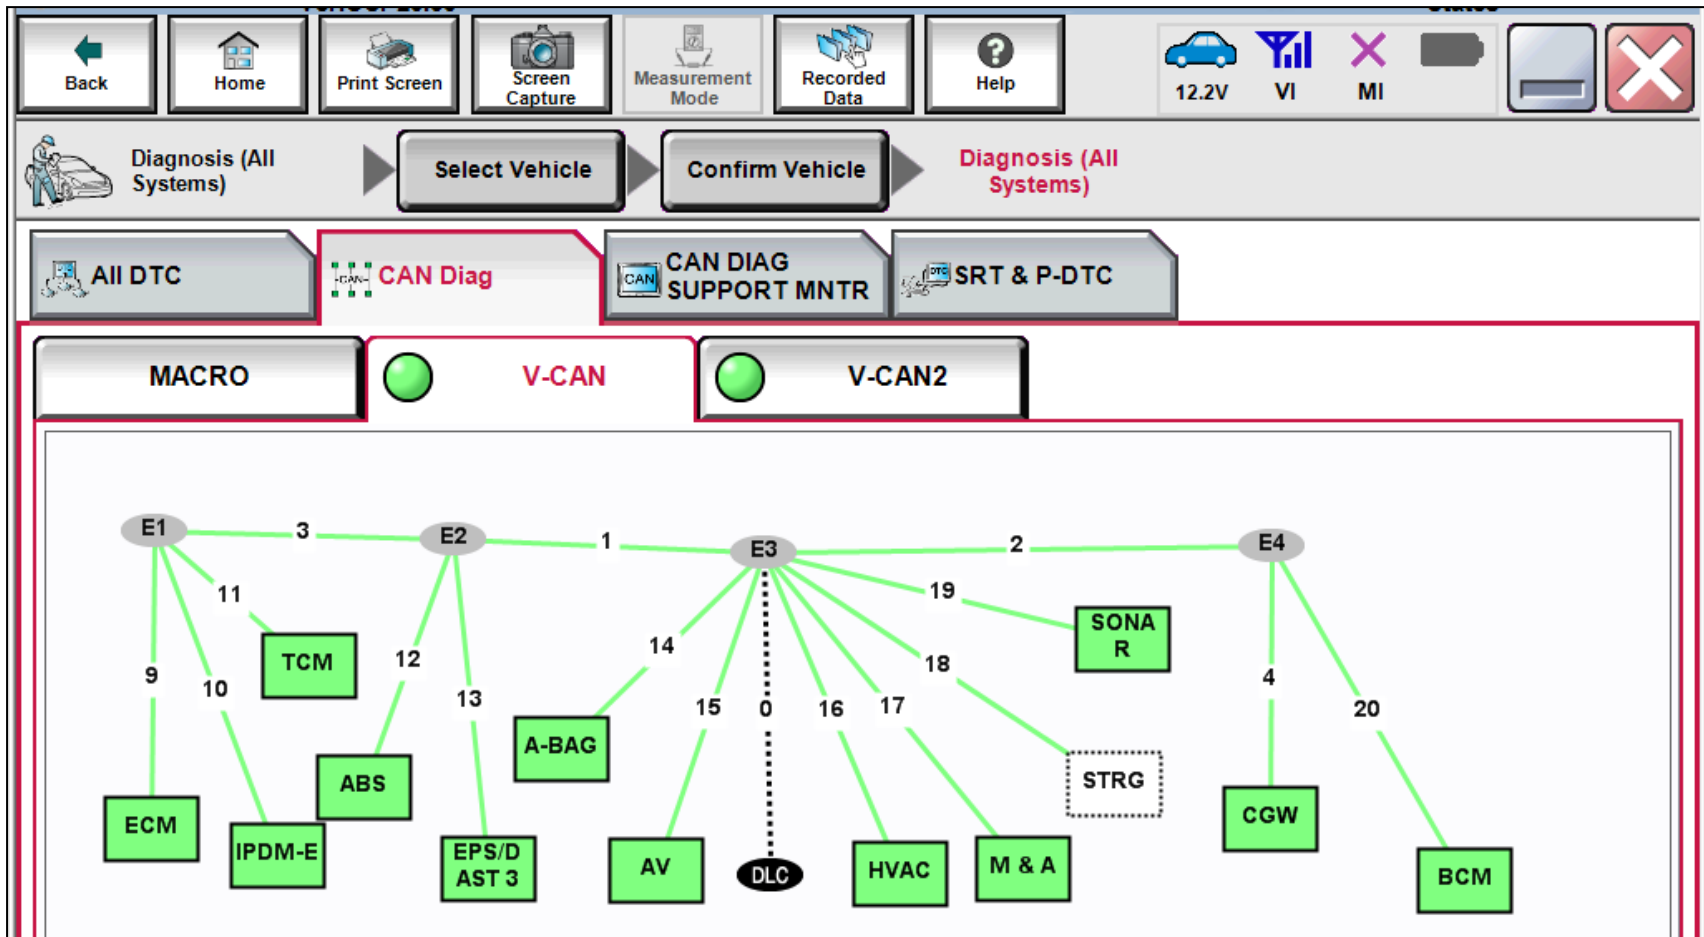 Back
Home
Print Screen
Screen
Capture
Measurement
Mode
Recorded
Data
Help
12.2V
VI
MI
Diagnosis (All
Systems)
Select Vehicle
Confirm Vehicle
Diagnosis (All
Systems)
All DTC
CAN
CAN Diag
CAN
CAN DIAG
SUPPORT MNTR
DTC
SRT & P-DTC
MACRO
V-CAN
V-CAN2
E1
3
E2
1
E3
2
E4
11
19
SONA
R
14
12
TCM
18
9
10
13
15
0
16
17
4
20
A-BAG
ABS
STRG
ECM
CGW
IPDM-E
EPS/D
AST 3
AV
DLC
HVAC
M & A
BCM